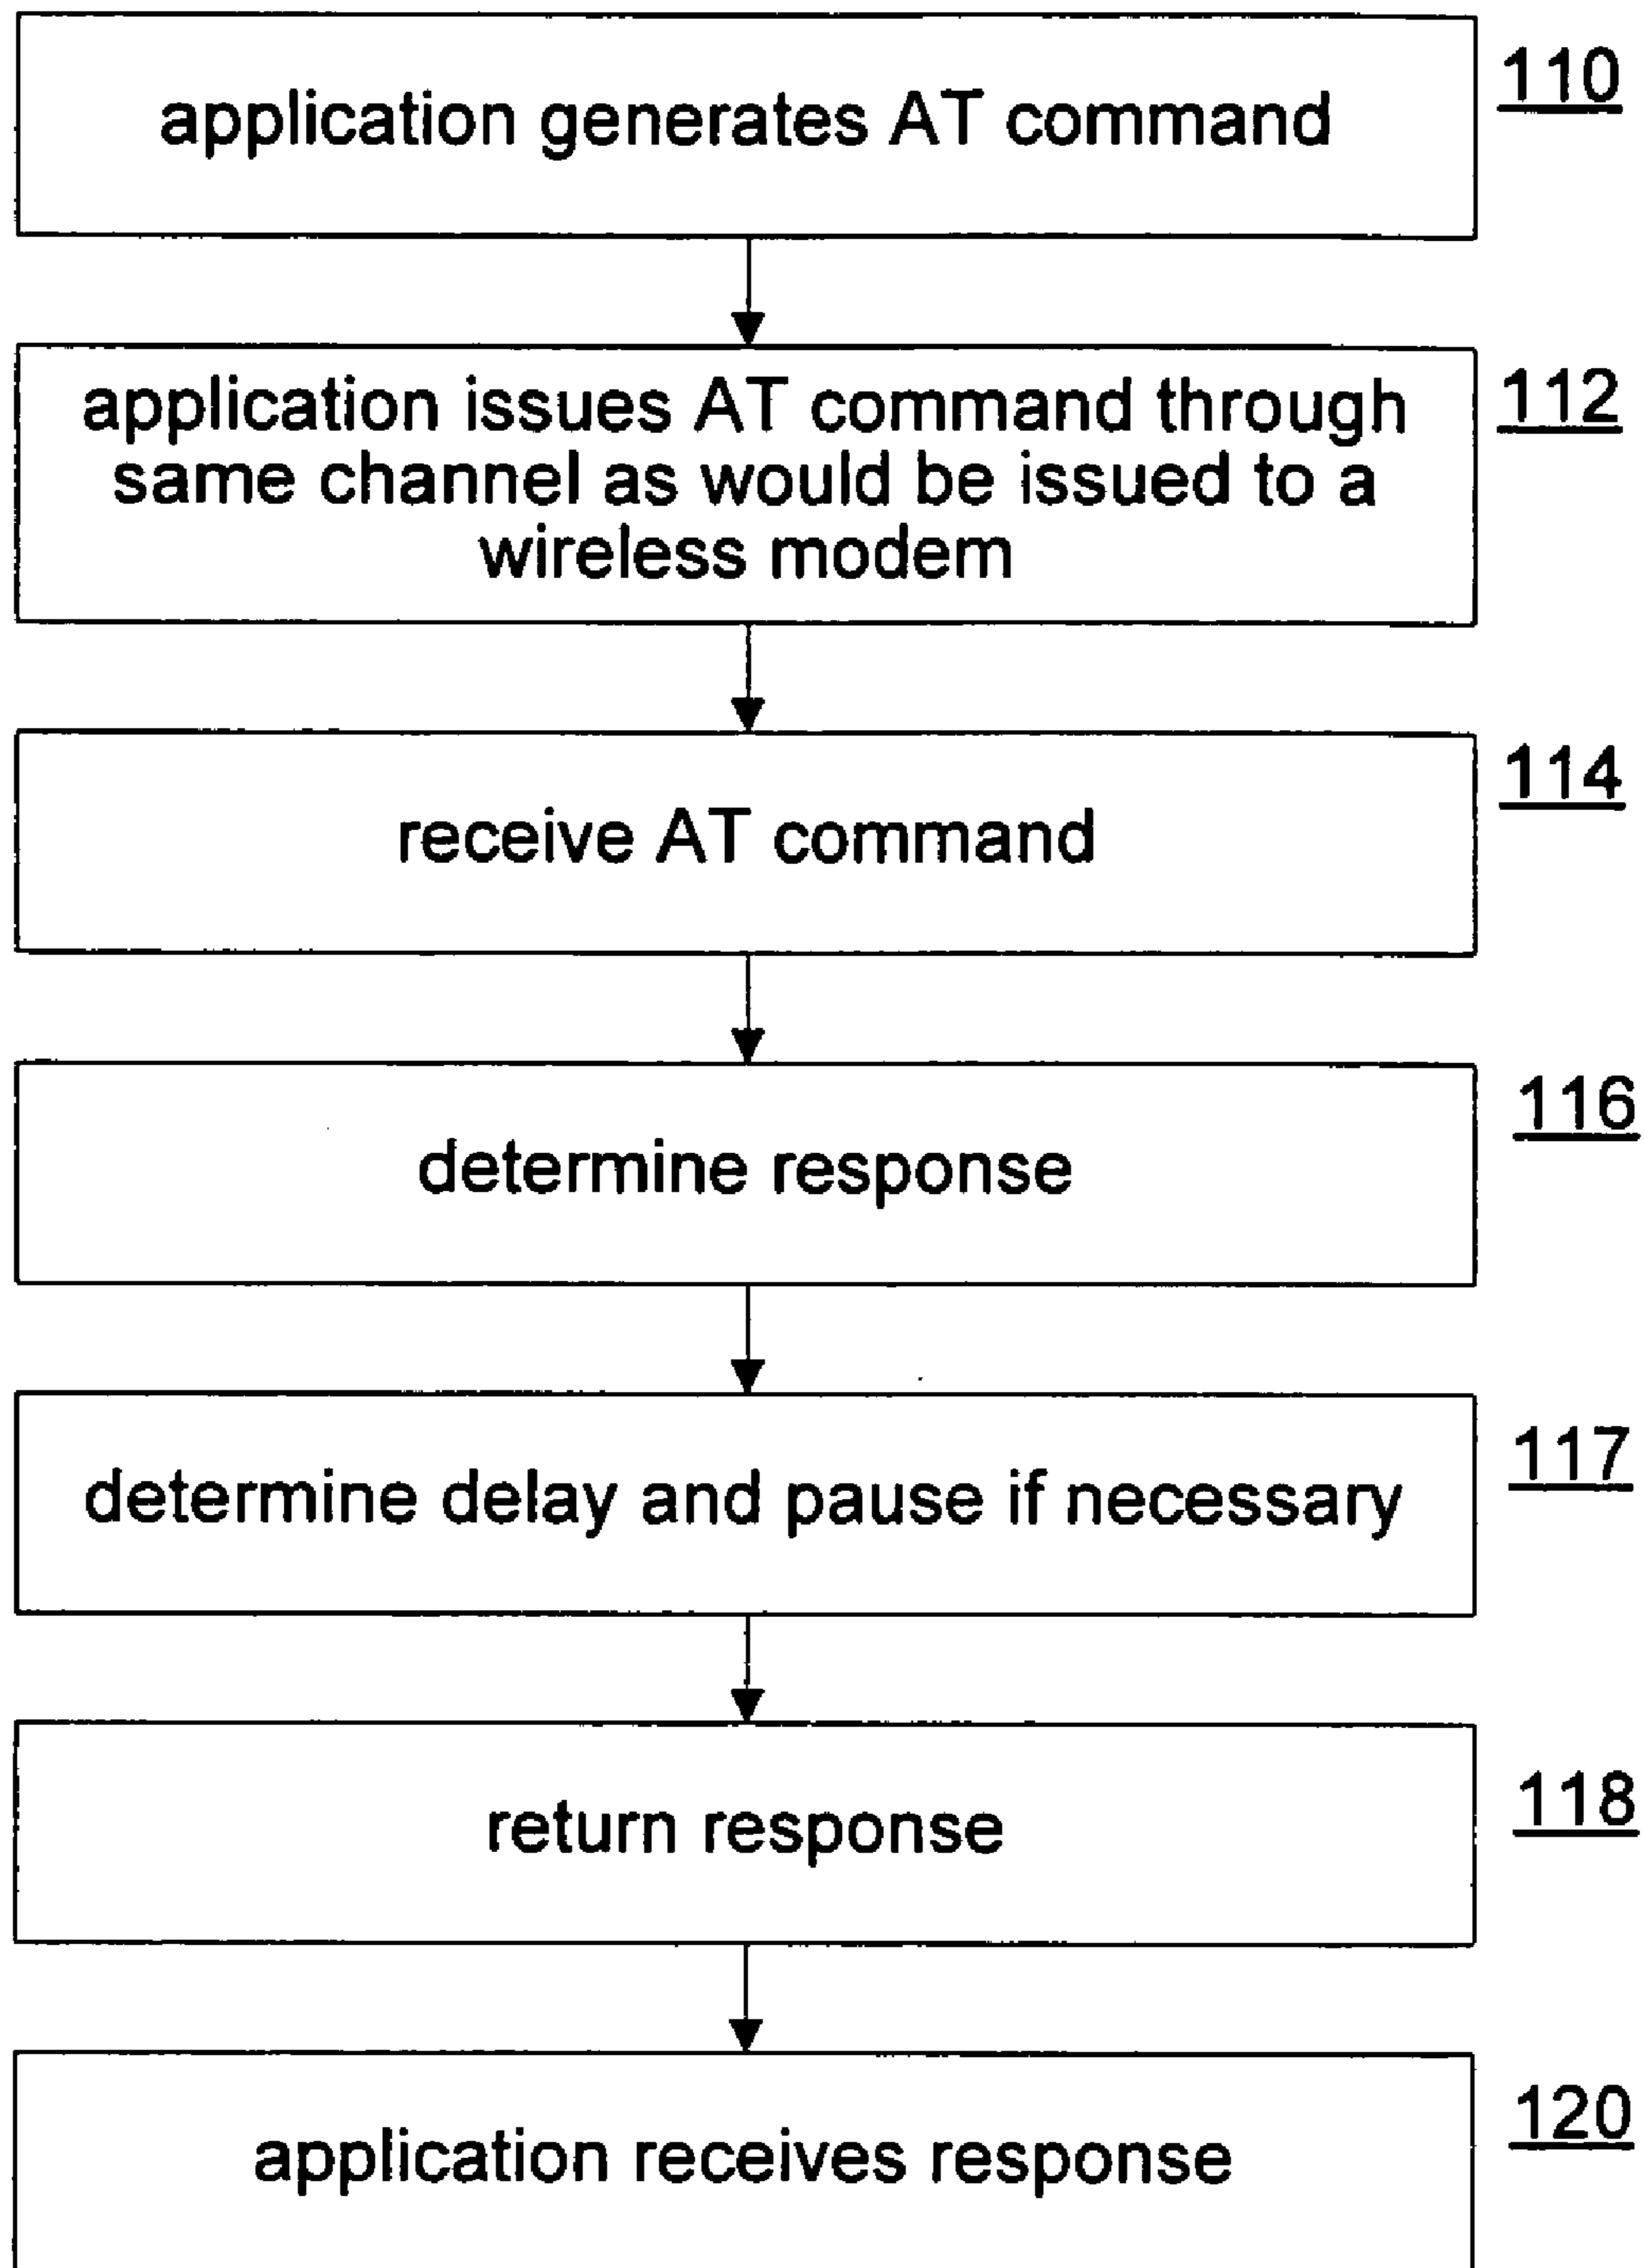 application generates AT command
110
application issues AT command through
same channel as would be issued to a
wireless modem
112
receive AT command
114
determine response
116
determine delay and pause if necessary
117
return response
118
application receives response
120